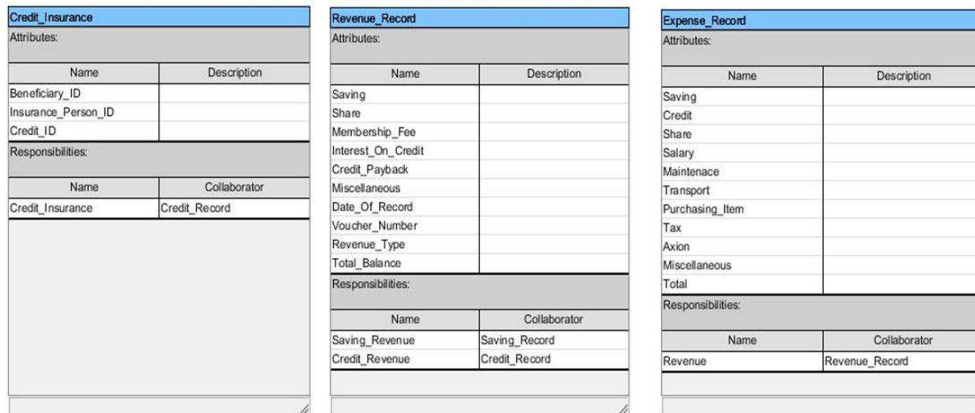 Credit_Insurance
Attributes:
Name Description
Beneficiary_ID
Insurance_Person_ID
Credit_ID
Responsibilities:
Name Collaborator
Credit_Insurance Credit_Record
Revenue_Record
Attributes:
Name Description
Saving
Share
Membership_Fee
Interest_On_Credit
Credit_Payback
Miscellaneous
Date_Of_Record
Voucher_Number
Revenue_Type
Total_Balance
Responsibilities:
Name Collaborator
Saving_Revenue Saving_Record
Credit_Revenue Credit_Record
Expense_Record
Attributes:
Name Description
Saving
Credit
Share
Salary
Maintenace
Transport
Purchasing_Item
Tax
Axion
Miscellaneous
Total
Responsibilities:
Name Collaborator
Revenue Revenue_Record